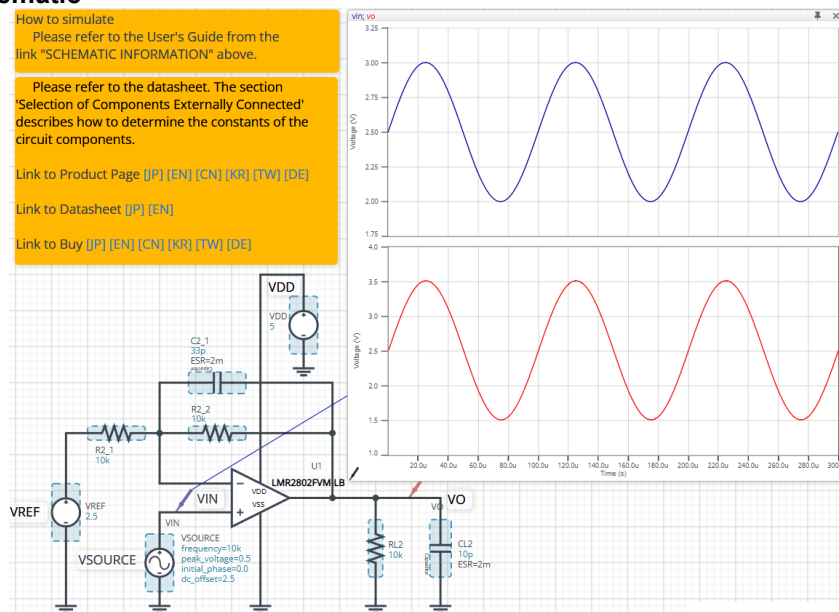 How to simulate
Please refer to the User's Guide from the
link "SCHEMATIC INFORMATION" above.
Please refer to the datasheet. The section
'Selection of Components Externally Connected'
describes how to determine the constants of the
circuit components.
Link to Product Page [JP] [EN] [CN] [KR] [TW] [DE]
Link to Datasheet [JP] [EN]
Link to Buy [JP] [EN] [CN] [KR] [TW] [DE]
vin; vo
3.25
3.00
2.75
2.50
2.25
2.00
1.75
Voltage (V)
4.0
3.5
3.0
2.5
2.0
1.5
1.0
Voltage (V)
20.0u 40.0u 60.0u 80.0u 100.0u 120.0u 140.0u 160.0u 180.0u 200.0u 220.0u 240.0u 260.0u 280.0u 300
Time (s)
VDD
VDD
5
C2_1
33p
ESR=2m
R2_2
10k
R2_1
10k
U1
LMR2802FVM LB
VDD
VSS
VIN
VIN
VREF
VREF
2.5
VSOURCE
VSOURCE
frequency=10k
peak_voltage=0.5
initial_phase=0.0
dc_offset=2.5
VO
VO
RL2
10k
CL2
10p
ESR=2m